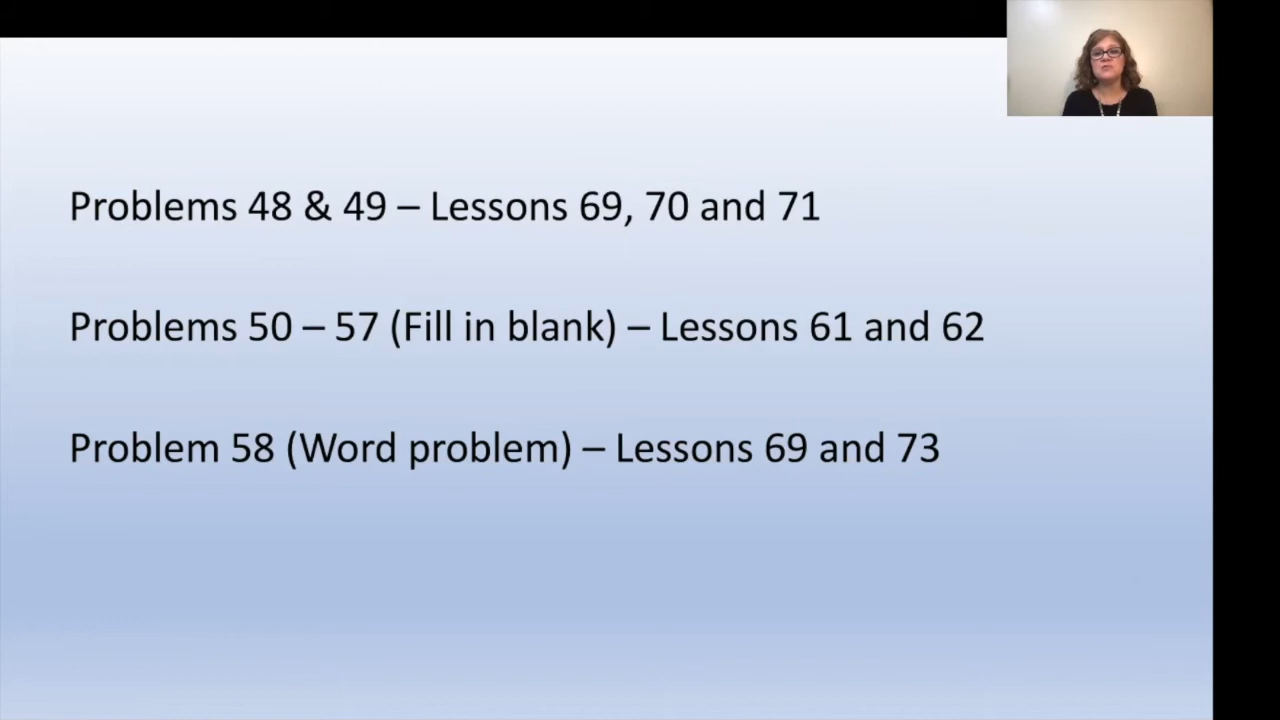 Problems 48 & 49 – Lessons 69, 70 and 71
Problems 50 – 57 (Fill in blank) – Lessons 61 and 62
Problem 58 (Word problem) – Lessons 69 and 73